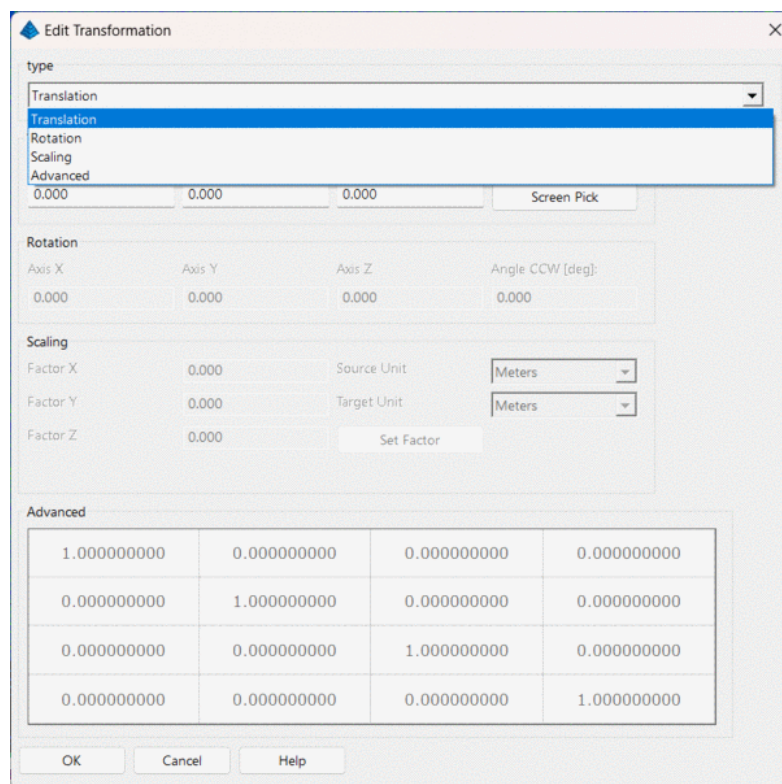 Edit Transformation
type
Translation
Translation
Rotation
Scaling
Advanced
0.000 0.000 0.000 Screen Pick
Rotation
Axis X Axis Y Axis Z Angle CCW [deg]:
0.000 0.000 0.000 0.000
Scaling
Factor X 0.000 Source Unit Meters
Factor Y 0.000 Target Unit Meters
Factor Z 0.000 Set Factor
Advanced
1.000000000 0.000000000 0.000000000 0.000000000
0.000000000 1.000000000 0.000000000 0.000000000
0.000000000 0.000000000 1.000000000 0.000000000
0.000000000 0.000000000 0.000000000 1.000000000
OK Cancel Help